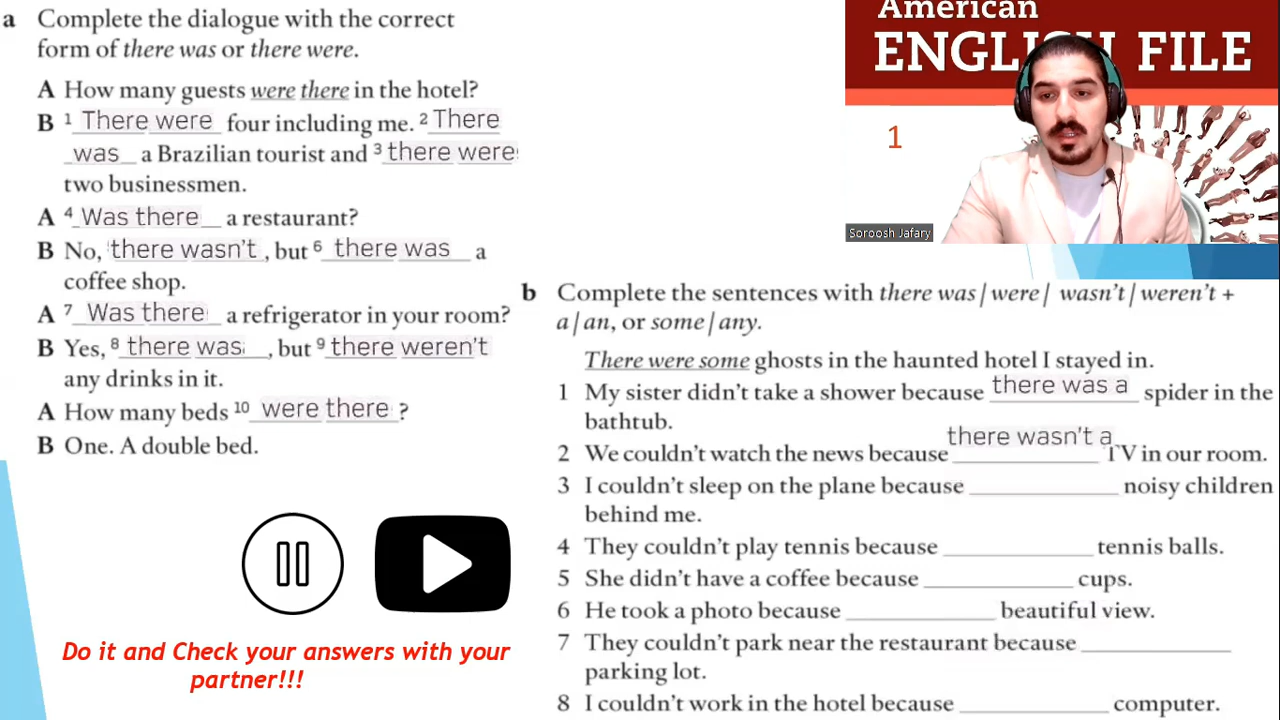 a Complete the dialogue with the correct
form of there was or there were.
A How many guests were there in the hotel?
B 1 There were four including me. 2 There
was a Brazilian tourist and 3 there were
two businessmen.
A 4 Was there a restaurant?
B No, there wasn't, but 6 there was a
coffee shop.
A 7 Was there a refrigerator in your room?
B Yes, 8 there was, but 9 there weren't
any drinks in it.
A How many beds 10 were there ?
B One. A double bed.
Do it and Check your answers with your
partner!!!
American
ENGLISH FILE
1
Soroosh Jafary
b Complete the sentences with there was / were / wasn't / weren't +
a / an, or some / any.
There were some ghosts in the haunted hotel I stayed in.
1 My sister didn't take a shower because there was a spider in the
bathtub.
2 We couldn't watch the news because there wasn't a TV in our room.
3 I couldn't sleep on the plane because ____________ noisy children
behind me.
4 They couldn't play tennis because ____________ tennis balls.
5 She didn't have a coffee because ____________ cups.
6 He took a photo because ____________ beautiful view.
7 They couldn't park near the restaurant because ____________
parking lot.
8 I couldn't work in the hotel because ____________ computer.